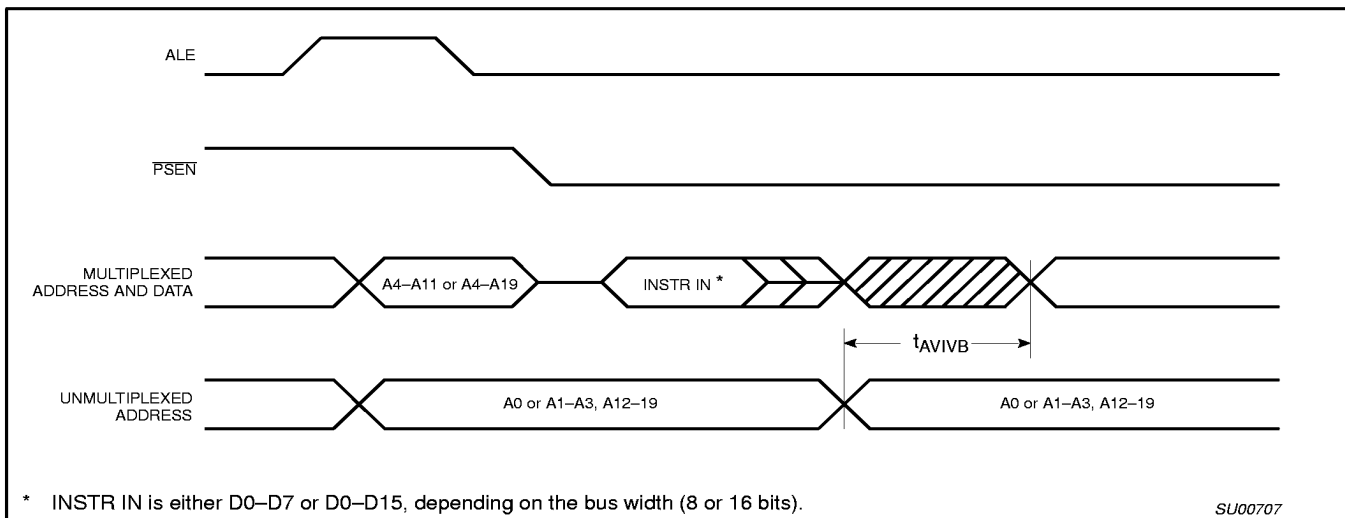 ALE
PSEN
MULTIPLEXED
ADDRESS AND DATA
A4–A11 or A4–A19
INSTR IN *
tAVIVB
UNMULTIPLEXED
ADDRESS
A0 or A1–A3, A12–19
A0 or A1–A3, A12–19
* INSTR IN is either D0–D7 or D0–D15, depending on the bus width (8 or 16 bits).
SU00707